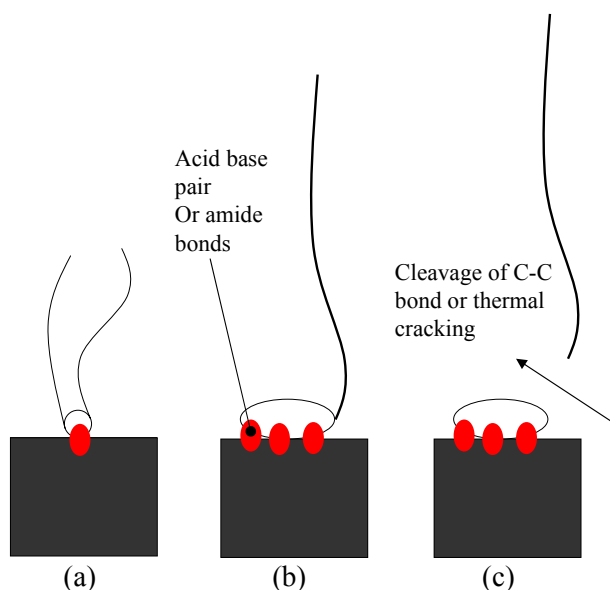 Acid base
pair
Or amide
bonds
Cleavage of C-C
bond or thermal
cracking
(a)
(b)
(c)